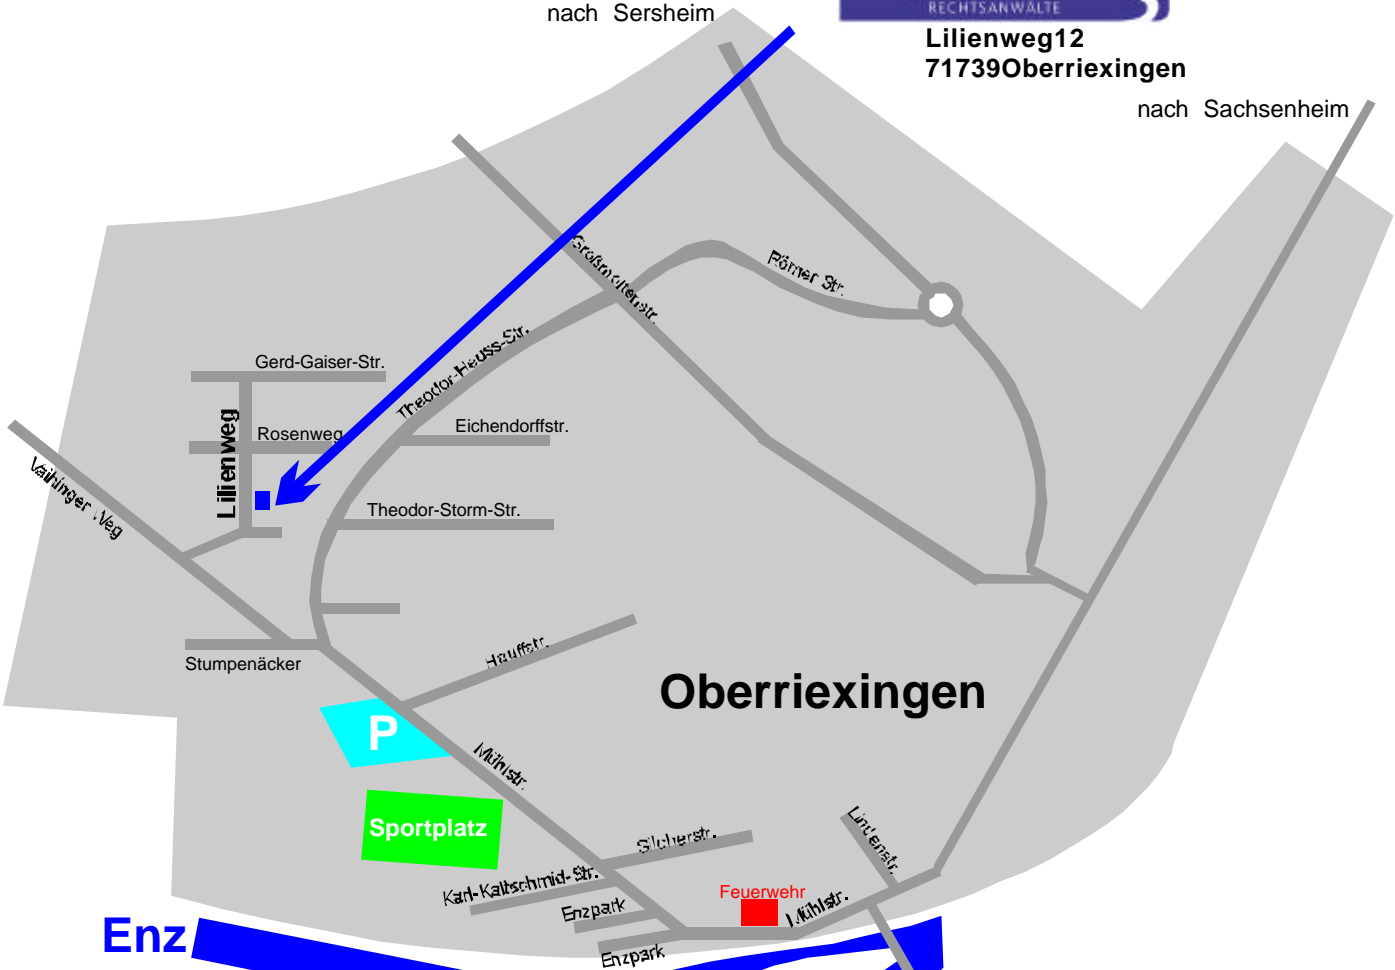 nach Sersheim
RECHTSANWÄLTE
Lilienweg12
71739Oberriexingen
nach Sachsenheim
Großmoltenstr.
Römer Str.
Theodor-Heuss-Str.
Gerd-Gaiser-Str.
Lilienweg
Rosenweg
Eichendorffstr.
Vaihinger Weg
Theodor-Storm-Str.
Stumpenäcker
Hauffstr.
Oberriexingen
P
Mühlstr.
Sportplatz
Silcherstr.
Lindenstr.
Karl-Kaltschmid-Str.
Feuerwehr
Enzpark
Mühlstr.
Enz
Enzpark